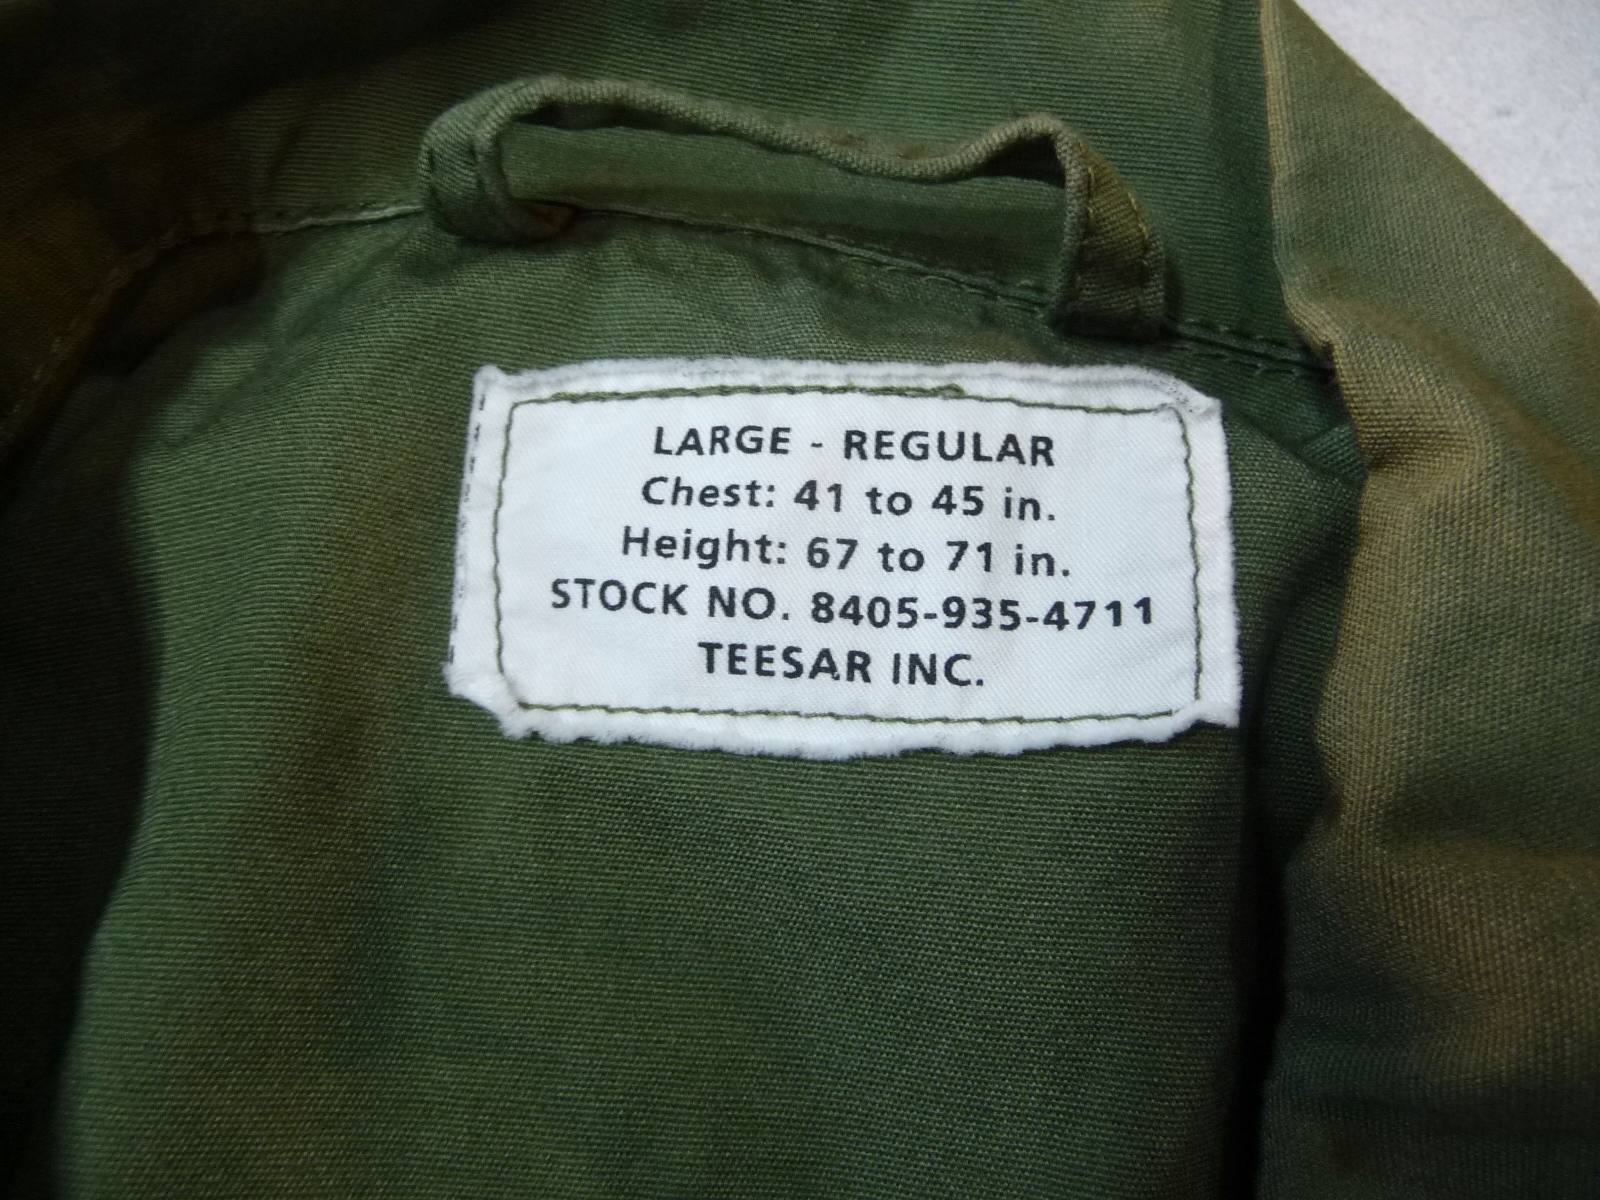 LARGE - REGULAR
Chest: 41 to 45 in.
Height: 67 to 71 in.
STOCK NO. 8405-935-4711
TEESAR INC.